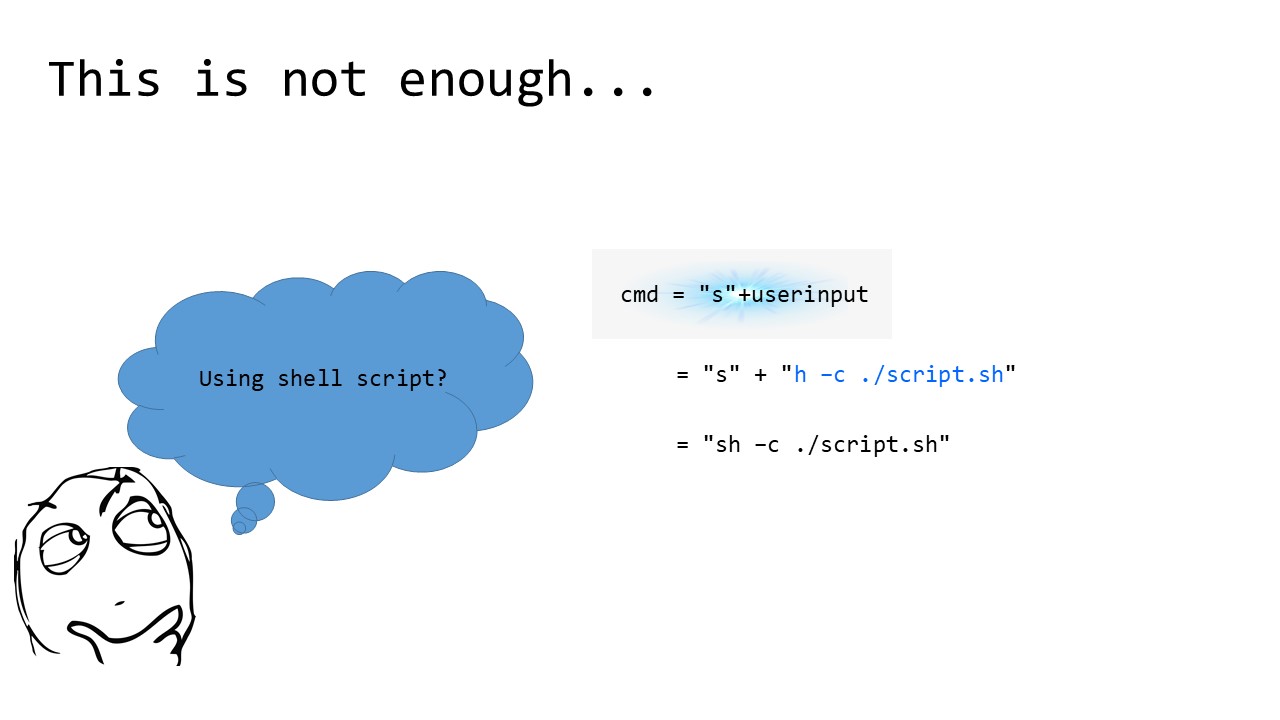 This is not enough...
Using shell script?
cmd = "s"+userinput
= "s" + "h –c ./script.sh"
= "sh –c ./script.sh"